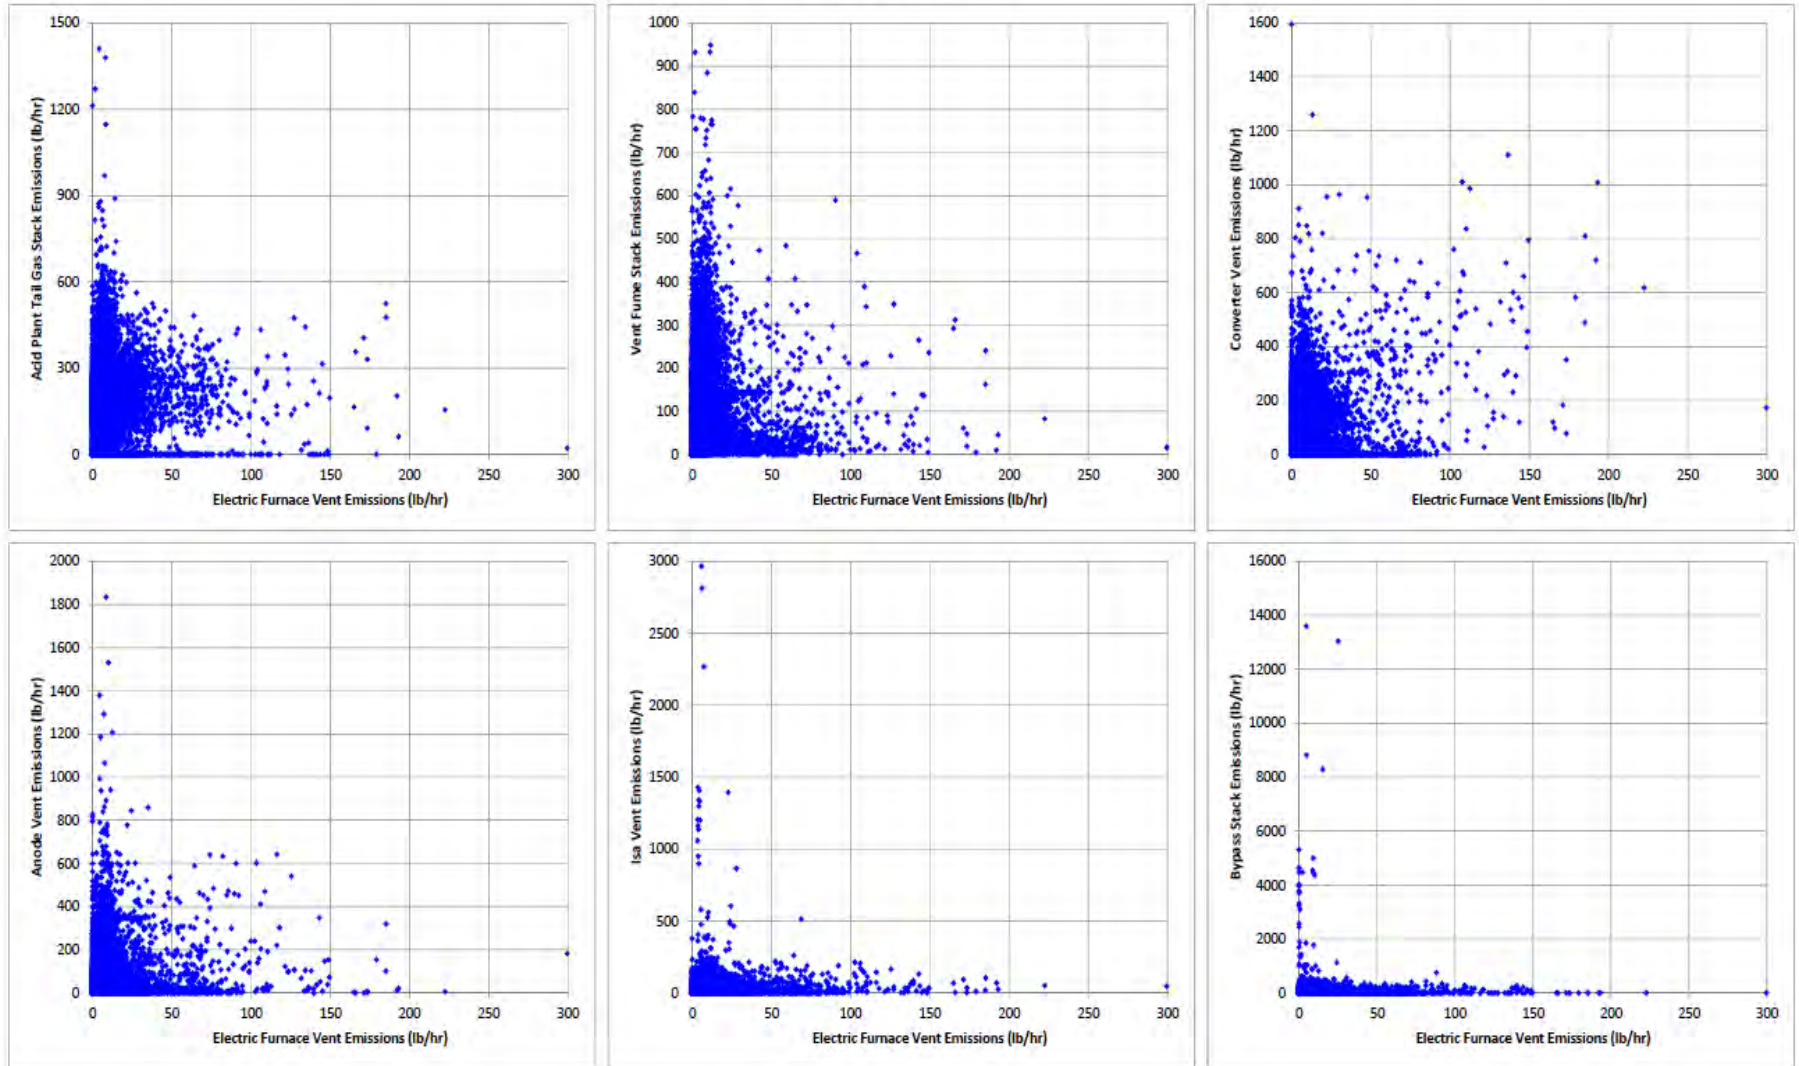 1500
1200
900
600
300
0
0 50 100 150 200 250 300
Acid Plant Tail Gas Stack Emissions (lb/hr)
Electric Furnace Vent Emissions (lb/hr)
1000
900
800
700
600
500
400
300
200
100
0
0 50 100 150 200 250 300
Vent Fume Stack Emissions (lb/hr)
Electric Furnace Vent Emissions (lb/hr)
1600
1400
1200
1000
800
600
400
200
0
0 50 100 150 200 250 300
Converter Vent Emissions (lb/hr)
Electric Furnace Vent Emissions (lb/hr)
2000
1800
1600
1400
1200
1000
800
600
400
200
0
0 50 100 150 200 250 300
Anode Vent Emissions (lb/hr)
Electric Furnace Vent Emissions (lb/hr)
3000
2500
2000
1500
1000
500
0
0 50 100 150 200 250 300
Isa Vent Emissions (lb/hr)
Electric Furnace Vent Emissions (lb/hr)
16000
14000
12000
10000
8000
6000
4000
2000
0
0 50 100 150 200 250 300
Bypass Stack Emissions (lb/hr)
Electric Furnace Vent Emissions (lb/hr)